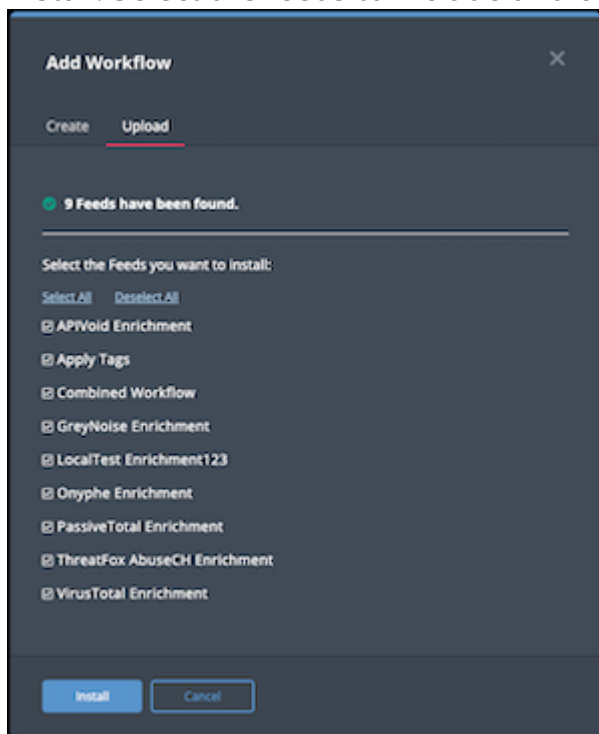 Add Workflow
Create Upload
9 Feeds have been found.
Select the Feeds you want to install:
Select All Deselect All
APIVoid Enrichment
Apply Tags
Combined Workflow
GreyNoise Enrichment
LocalTest Enrichment123
Onyphe Enrichment
PassiveTotal Enrichment
ThreatFox AbuseCH Enrichment
VirusTotal Enrichment
Install Cancel